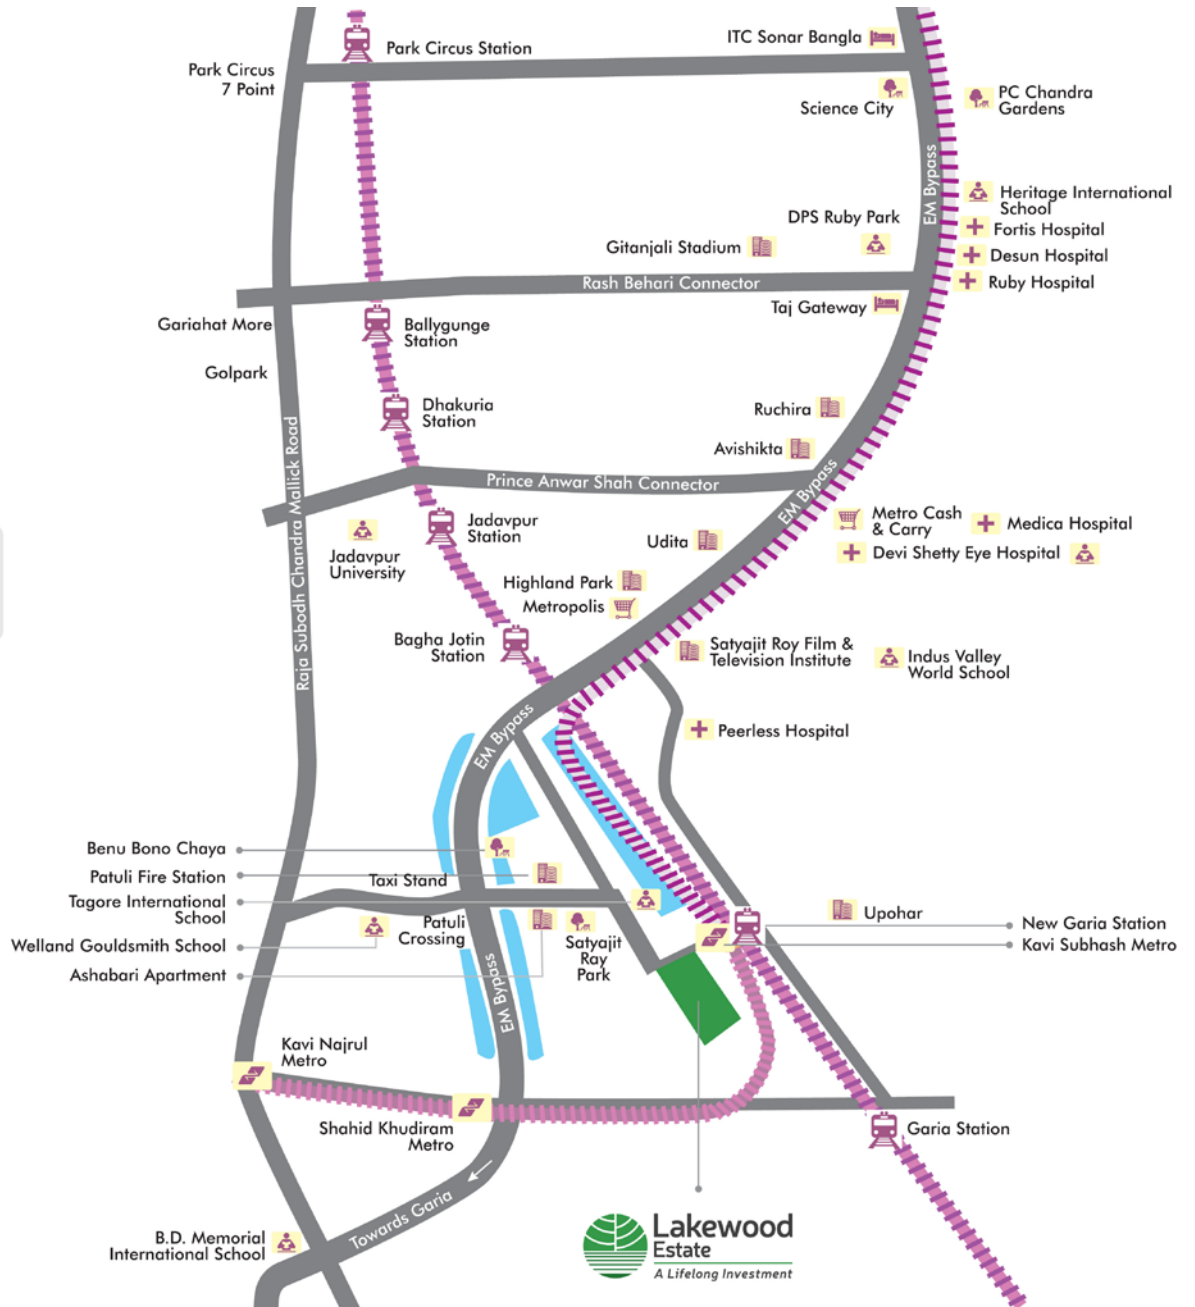 ITC Sonar Bangla
Park Circus Station
Park Circus
7 Point
Science City
PC Chandra
Gardens
EM Bypass
Heritage International
School
DPS Ruby Park
Fortis Hospital
Gitanjali Stadium
Desun Hospital
Rash Behari Connector
Ruby Hospital
Taj Gateway
Gariahat More
Ballygunge
Station
Golpark
Dhakuria
Station
Ruchira
Avishikta
Raja Subodh Chandra Mallick Road
Prince Anwar Shah Connector
EM Bypass
Jadavpur
Station
Metro Cash
& Carry
Medica Hospital
Jadavpur
University
Udita
Devi Shetty Eye Hospital
Highland Park
Metropolis
Bagha Jotin
Station
Satyajit Roy Film &
Television Institute
Indus Valley
World School
EM Bypass
Peerless Hospital
Benu Bono Chaya
Patuli Fire Station
Taxi Stand
Tagore International
School
Patuli
Crossing
Upohar
New Garia Station
Welland Gouldsmith School
Satyajit
Ray
Park
Kavi Subhash Metro
Ashabari Apartment
EM Bypass
Kavi Najrul
Metro
Shahid Khudiram
Metro
Garia Station
Towards Garia
B.D. Memorial
International School
Lakewood
Estate
A Lifelong Investment